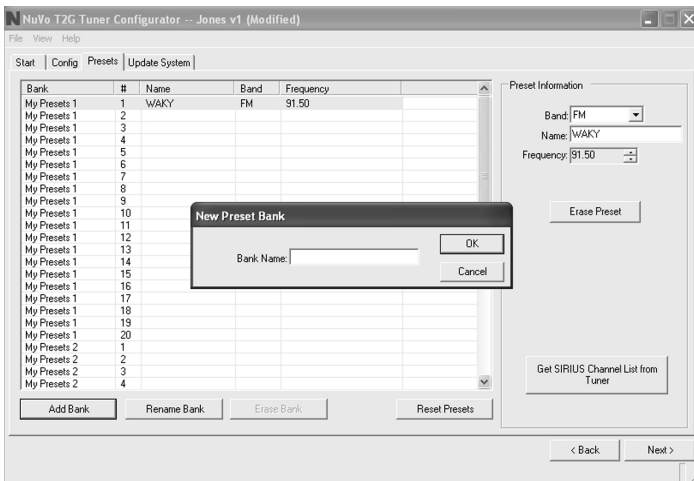 NuVo T2G Tuner Configurator -- Jones v1 (Modified)
File View Help
Start Config Presets Update System
Bank # Name Band Frequency
My Presets 1 1 WAKY FM 91.50
My Presets 1 2
My Presets 1 3
My Presets 1 4
My Presets 1 5
My Presets 1 6
My Presets 1 7
My Presets 1 8
My Presets 1 9
My Presets 1 10
My Presets 1 11
My Presets 1 12
My Presets 1 13
My Presets 1 14
My Presets 1 15
My Presets 1 16
My Presets 1 17
My Presets 1 18
My Presets 1 19
My Presets 1 20
My Presets 2 1
My Presets 2 2
My Presets 2 3
My Presets 2 4
Add Bank Rename Bank Erase Bank Reset Presets
New Preset Bank
Bank Name:
OK
Cancel
Preset Information
Band: FM
Name: WAKY
Frequency: 91.50
Erase Preset
Get SIRIUS Channel List from
Tuner
< Back Next >